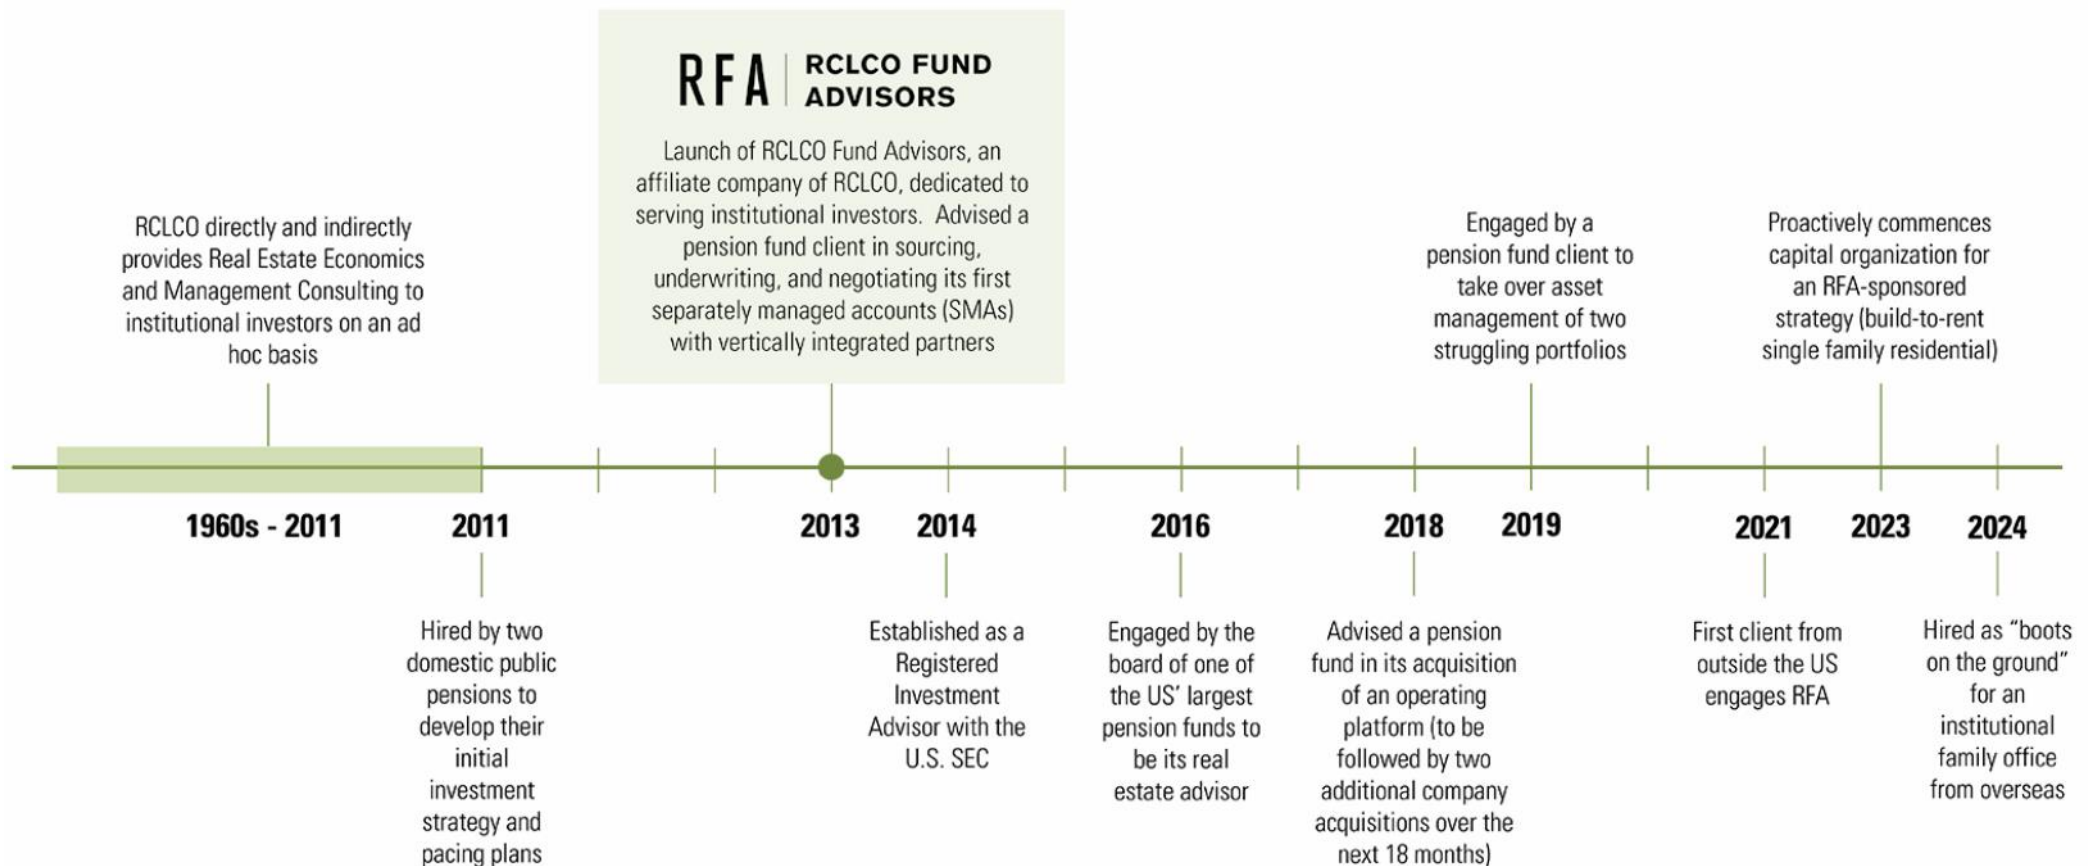 RFA
RCLCO FUND
ADVISORS
Launch of RCLCO Fund Advisors, an
affiliate company of RCLCO, dedicated to
serving institutional investors. Advised a
pension fund client in sourcing,
underwriting, and negotiating its first
separately managed accounts (SMAs)
with vertically integrated partners
RCLCO directly and indirectly
provides Real Estate Economics
and Management Consulting to
institutional investors on an ad
hoc basis
Engaged by a
pension fund client to
take over asset
management of two
struggling portfolios
Proactively commences
capital organization for
an RFA-sponsored
strategy (build-to-rent
single family residential)
1960s - 2011
2011
2013
2014
2016
2018
2019
2021
2023
2024
Hired by two
domestic public
pensions to
develop their
initial
investment
strategy and
pacing plans
Established as a
Registered
Investment
Advisor with the
U.S. SEC
Engaged by the
board of one of
the US’ largest
pension funds to
be its real
estate advisor
Advised a pension
fund in its acquisition
of an operating
platform (to be
followed by two
additional company
acquisitions over the
next 18 months)
First client from
outside the US
engages RFA
Hired as “boots
on the ground”
for an
institutional
family office
from overseas